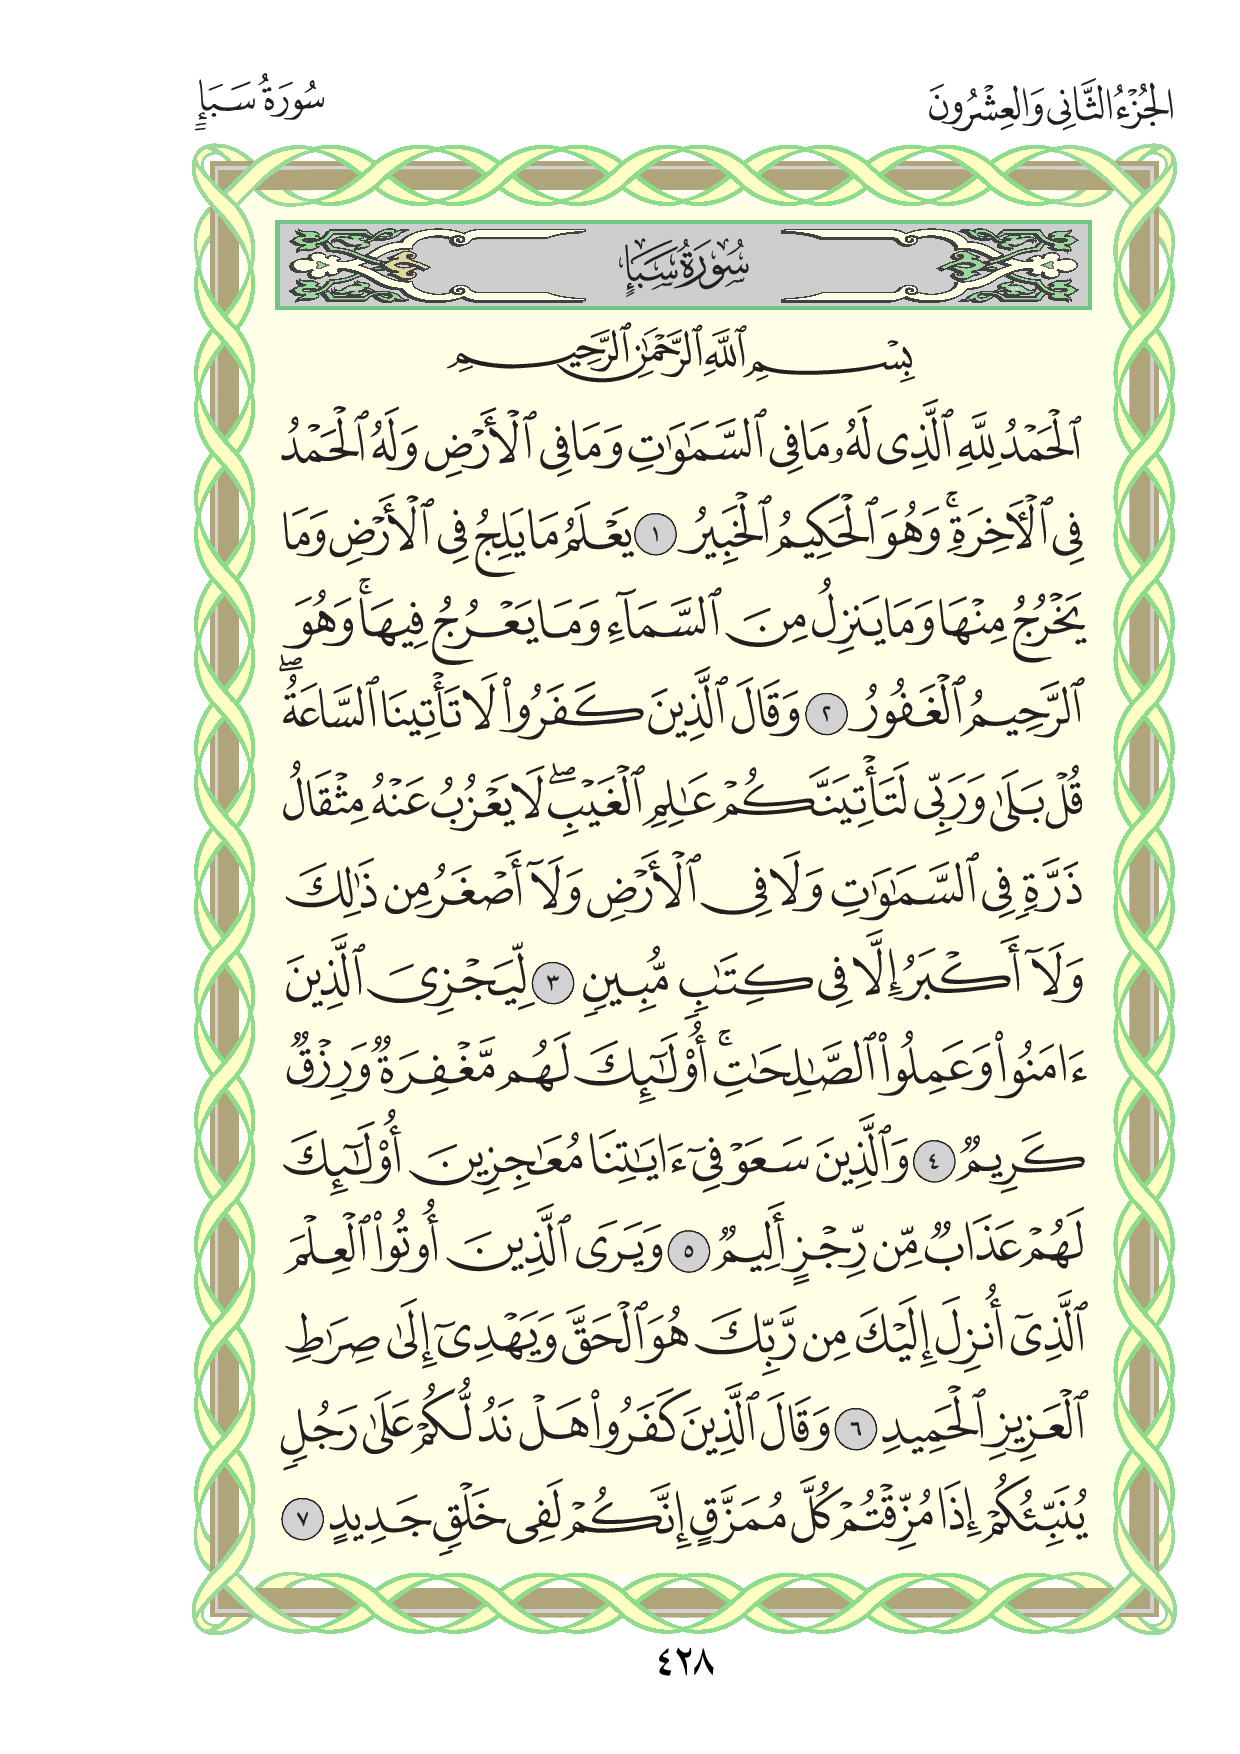 الجُزْءُ الثَّانِي وَالعِشْرُونَ
سُورَةُ سَبَإٍ
سُورَةُ سَبَإٍ
بِسْمِ ٱللَّهِ ٱلرَّحْمَٰنِ ٱلرَّحِيمِ
ٱلْحَمْدُ لِلَّهِ ٱلَّذِى لَهُۥ مَا فِى ٱلسَّمَٰوَٰتِ وَمَا فِى ٱلْأَرْضِ وَلَهُ ٱلْحَمْدُ
فِى ٱلْءَاخِرَةِ ۚ وَهُوَ ٱلْحَكِيمُ ٱلْخَبِيرُ ١ يَعْلَمُ مَا يَلِجُ فِى ٱلْأَرْضِ وَمَا
يَخْرُجُ مِنْهَا وَمَا يَنزِلُ مِنَ ٱلسَّمَآءِ وَمَا يَعْرُجُ فِيهَا ۚ وَهُوَ
ٱلرَّحِيمُ ٱلْغَفُورُ ٢ وَقَالَ ٱلَّذِينَ كَفَرُوا۟ لَا تَأْتِينَا ٱلسَّاعَةُ ۖ
قُلْ بَلَىٰ وَرَبِّى لَتَأْتِيَنَّكُمْ عَٰلِمِ ٱلْغَيْبِ ۖ لَا يَعْزُبُ عَنْهُ مِثْقَالُ
ذَرَّةٍ فِى ٱلسَّمَٰوَٰتِ وَلَا فِى ٱلْأَرْضِ وَلَآ أَصْغَرُ مِن ذَٰلِكَ
وَلَآ أَكْبَرُ إِلَّا فِى كِتَٰبٍ مُّبِينٍ ٣ لِّيَجْزِىَ ٱلَّذِينَ
ءَامَنُوا۟ وَعَمِلُوا۟ ٱلصَّٰلِحَٰتِ ۚ أُو۟لَٰٓئِكَ لَهُم مَّغْفِرَةٌ وَرِزْقٌ
كَرِيمٌ ٤ وَٱلَّذِينَ سَعَوْ فِىٓ ءَايَٰتِنَا مُعَٰجِزِينَ أُو۟لَٰٓئِكَ
لَهُمْ عَذَابٌ مِّن رِّجْزٍ أَلِيمٌ ٥ وَيَرَى ٱلَّذِينَ أُوتُوا۟ ٱلْعِلْمَ
ٱلَّذِىٓ أُنزِلَ إِلَيْكَ مِن رَّبِّكَ هُوَ ٱلْحَقَّ وَيَهْدِىٓ إِلَىٰ صِرَٰطِ
ٱلْعَزِيزِ ٱلْحَمِيدِ ٦ وَقَالَ ٱلَّذِينَ كَفَرُوا۟ هَلْ نَدُلُّكُمْ عَلَىٰ رَجُلٍ
يُنَبِّئُكُمْ إِذَا مُزِّقْتُمْ كُلَّ مُمَزَّقٍ إِنَّكُمْ لَفِى خَلْقٍ جَدِيدٍ ٧
٤٢٨